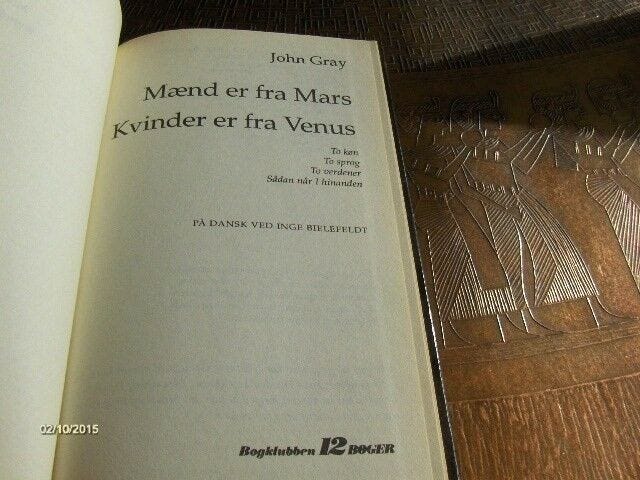 John Gray
Mænd er fra Mars
Kvinder er fra Venus
To køn
To sprog
To verdener
Sådan når I hinanden
PÅ DANSK VED INGE BIELEFELDT
Bogklubben 12 BØGER
02/10/2015